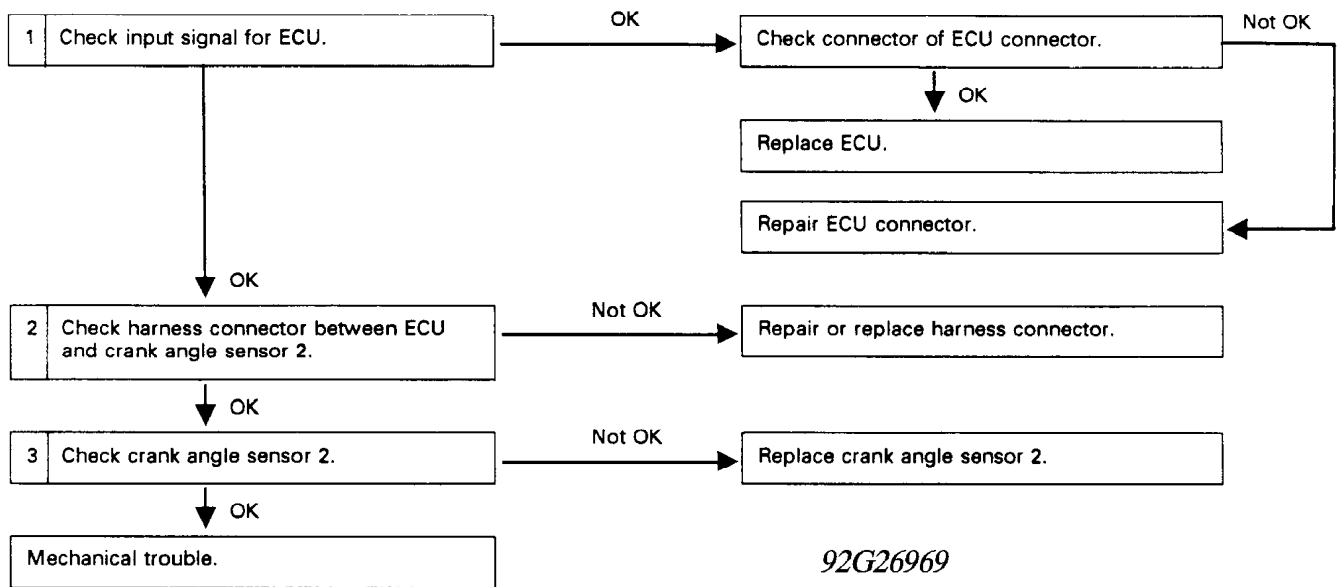 1 Check input signal for ECU.
OK
Check connector of ECU connector.
Not OK
OK
Replace ECU.
Repair ECU connector.
OK
2 Check harness connector between ECU
and crank angle sensor 2.
Not OK
Repair or replace harness connector.
OK
3 Check crank angle sensor 2.
Not OK
Replace crank angle sensor 2.
OK
Mechanical trouble.
92G26969